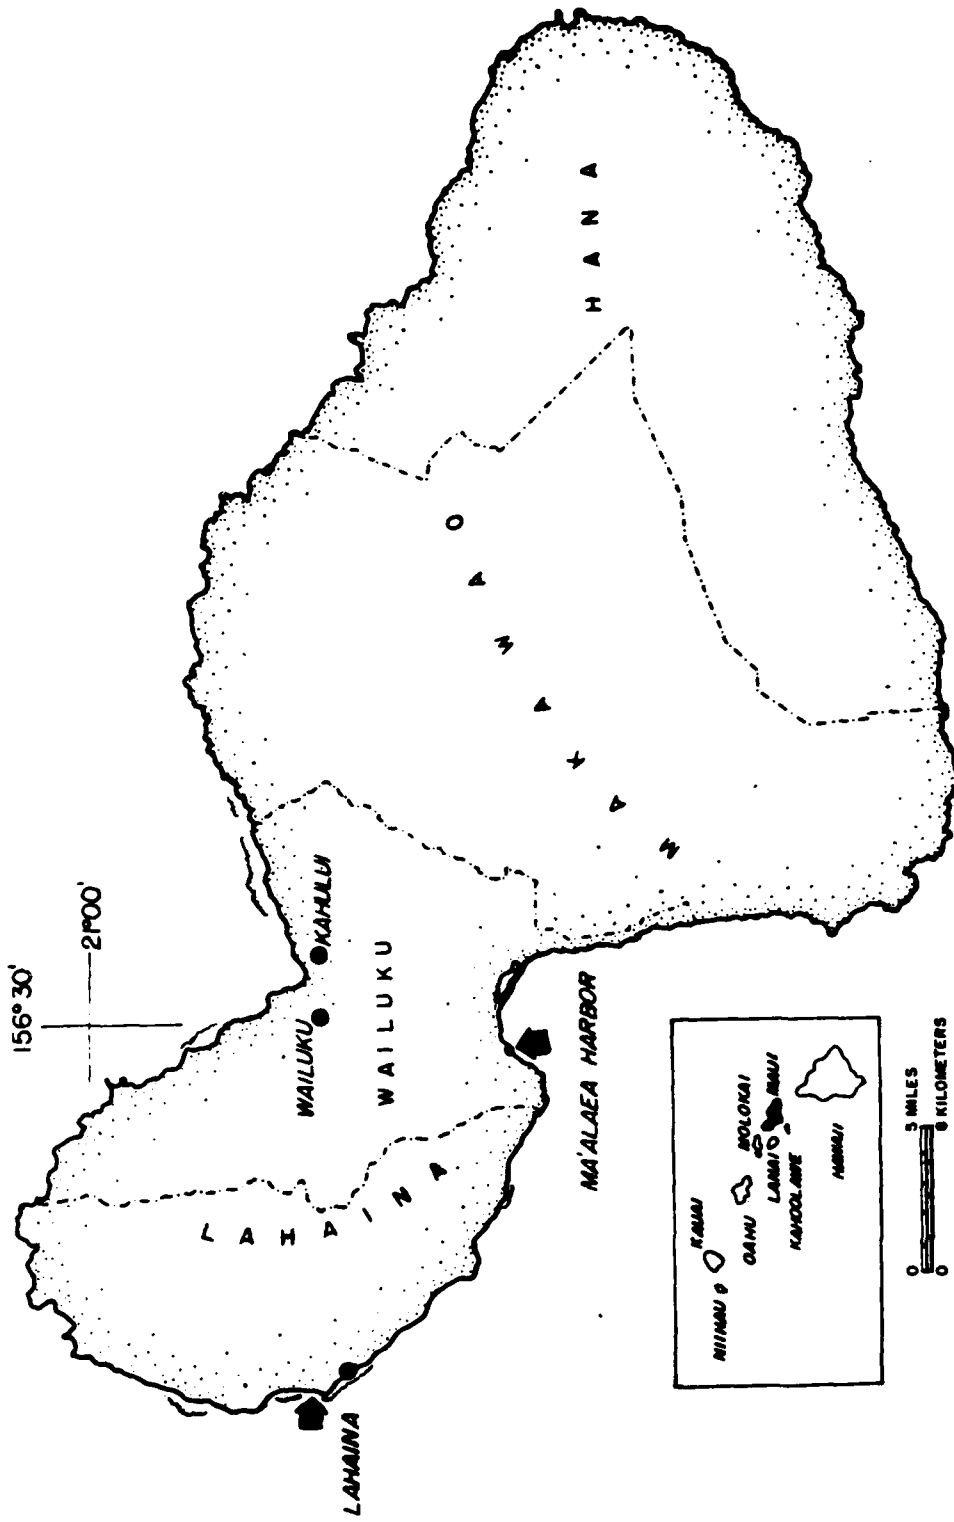 156° 30'
21°00'
KAHULUI
WAILUKU
WAILUKU
LAHAINA
LAHAINA
MAKAWAO
HANA
MA'ALAEA HARBOR
NIIHAU
KAUAI
OAHU
MOLOKAI
LANAI
MAUI
KAHOOLAWE
HAWAII
0 5 MILES
0 8 KILOMETERS